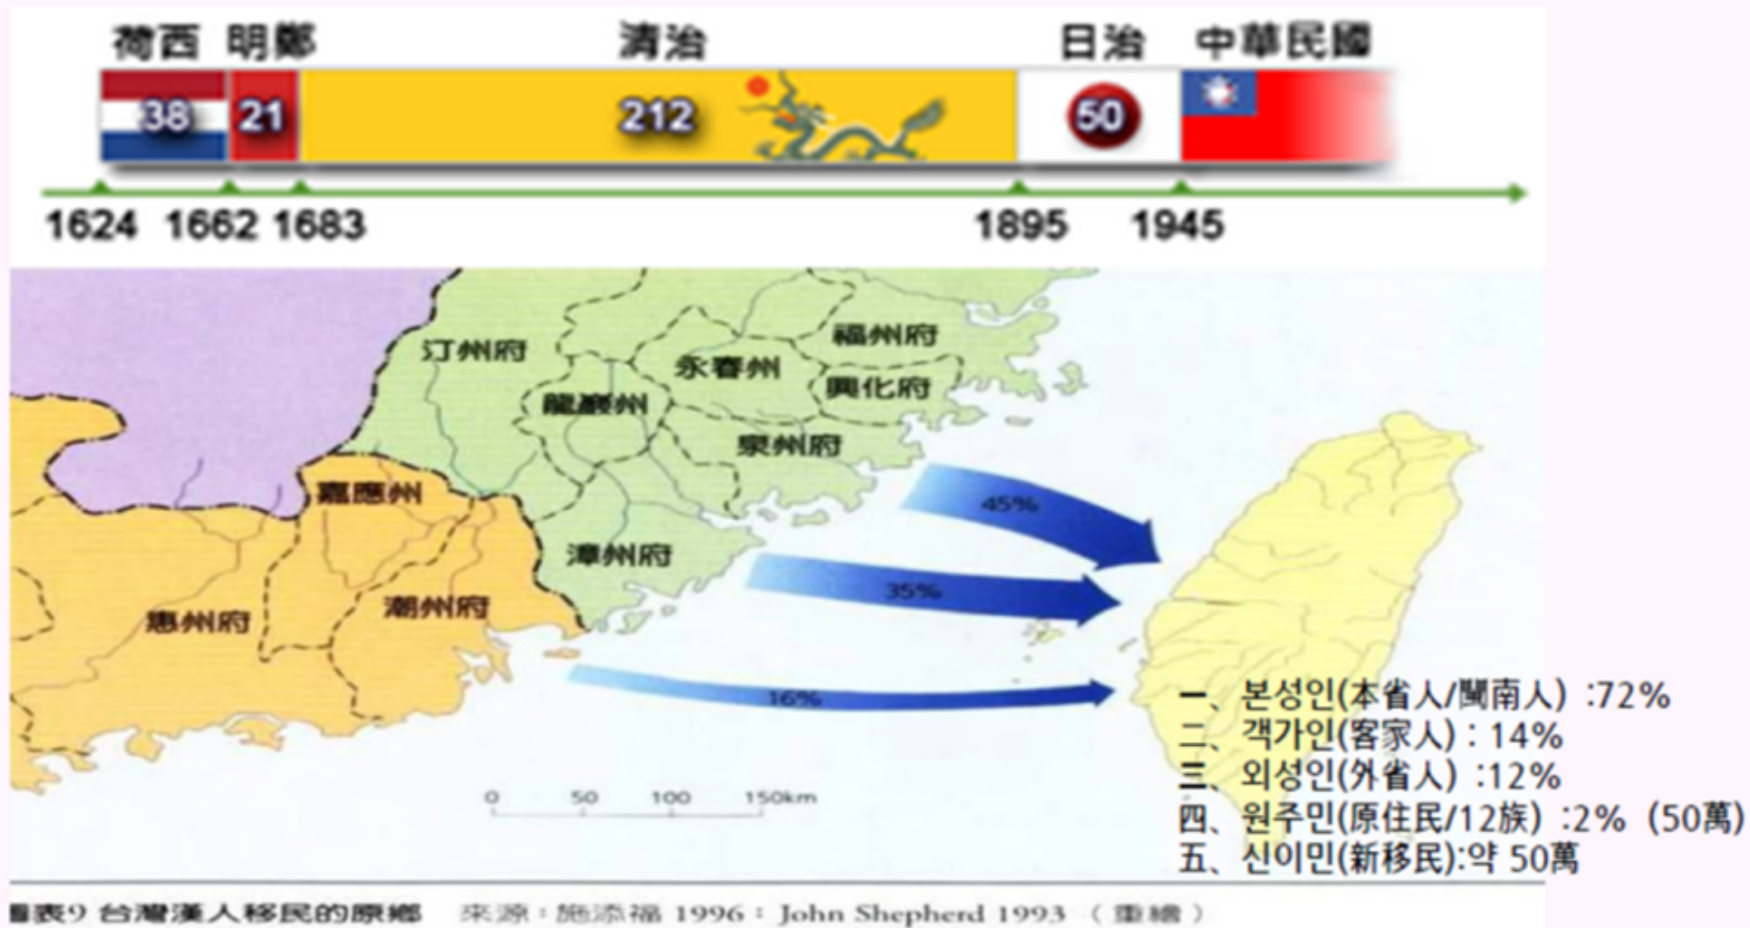 荷西 明鄭 清治 日治 中華民國
38 21 212 50
1624 1662 1683 1895 1945
福州府
汀州府
永春州
興化府
龍巖州
泉州府
嘉應州
45%
漳州府
35%
潮州府
惠州府
16%
一、본성인(本省人/閩南人) :72%
二、객가인(客家人) : 14%
三、외성인(外省人) :12%
四、원주민(原住民/12族) :2% (50萬)
五、신이민(新移民):약 50萬
0 50 100 150km
圖表9 台灣漢人移民的原鄉 來源：施添福 1996： John Shepherd 1993 （重繪）